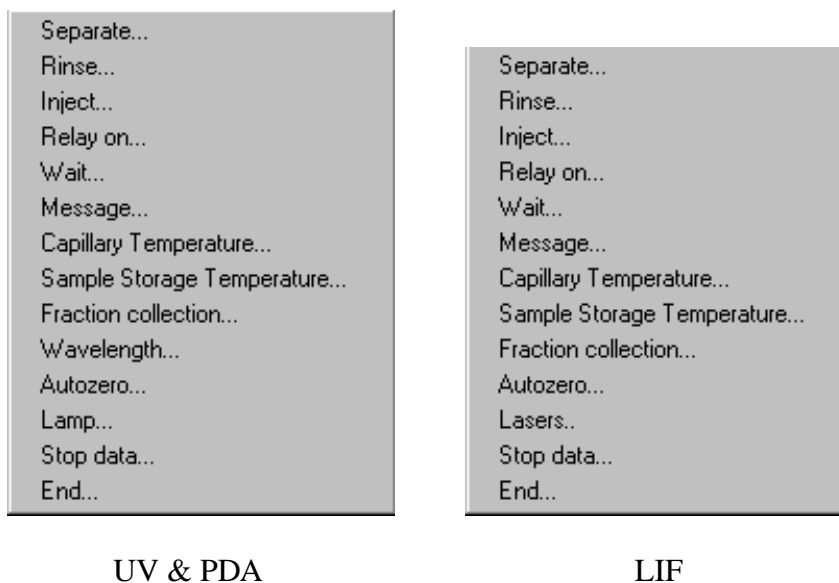 Separate...
Rinse...
Inject...
Relay on...
Wait...
Message...
Capillary Temperature...
Sample Storage Temperature...
Fraction collection...
Wavelength...
Autozero...
Lamp...
Stop data...
End...
UV & PDA
Separate...
Rinse...
Inject...
Relay on...
Wait...
Message...
Capillary Temperature...
Sample Storage Temperature...
Fraction collection...
Autozero...
Lasers..
Stop data...
End...
LIF